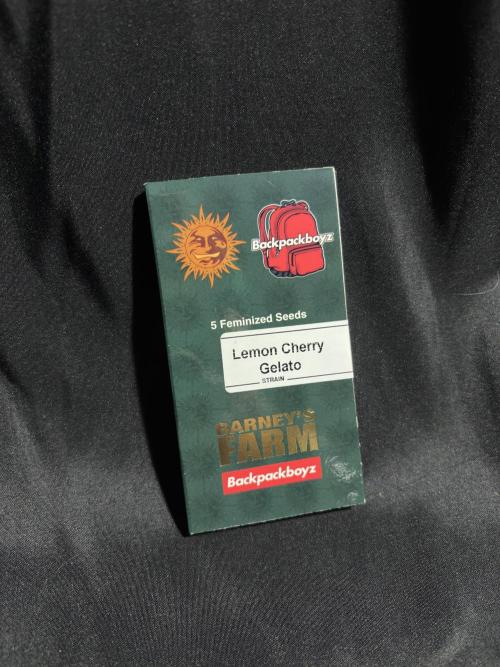 Backpackboyz
5 Feminized Seeds
Lemon Cherry
Gelato
STRAIN
BARNEY'S
FARM
Backpackboyz